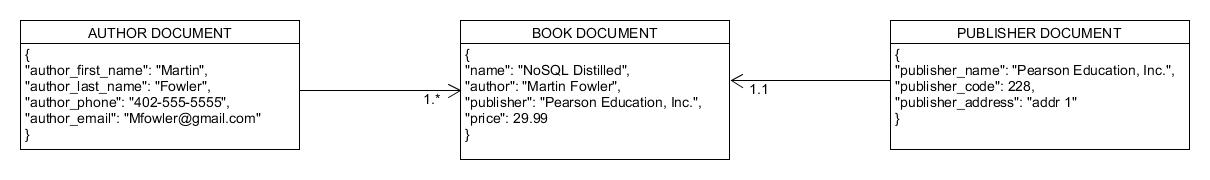 AUTHOR DOCUMENT
{
"author_first_name": "Martin",
"author_last_name": "Fowler",
"author_phone": "402-555-5555",
"author_email": "Mfowler@gmail.com"
}
1.*
BOOK DOCUMENT
{
"name": "NoSQL Distilled",
"author": "Martin Fowler",
"publisher": "Pearson Education, Inc.",
"price": 29.99
}
1.1
PUBLISHER DOCUMENT
{
"publisher_name": "Pearson Education, Inc.",
"publisher_code": 228,
"publisher_address": "addr 1"
}